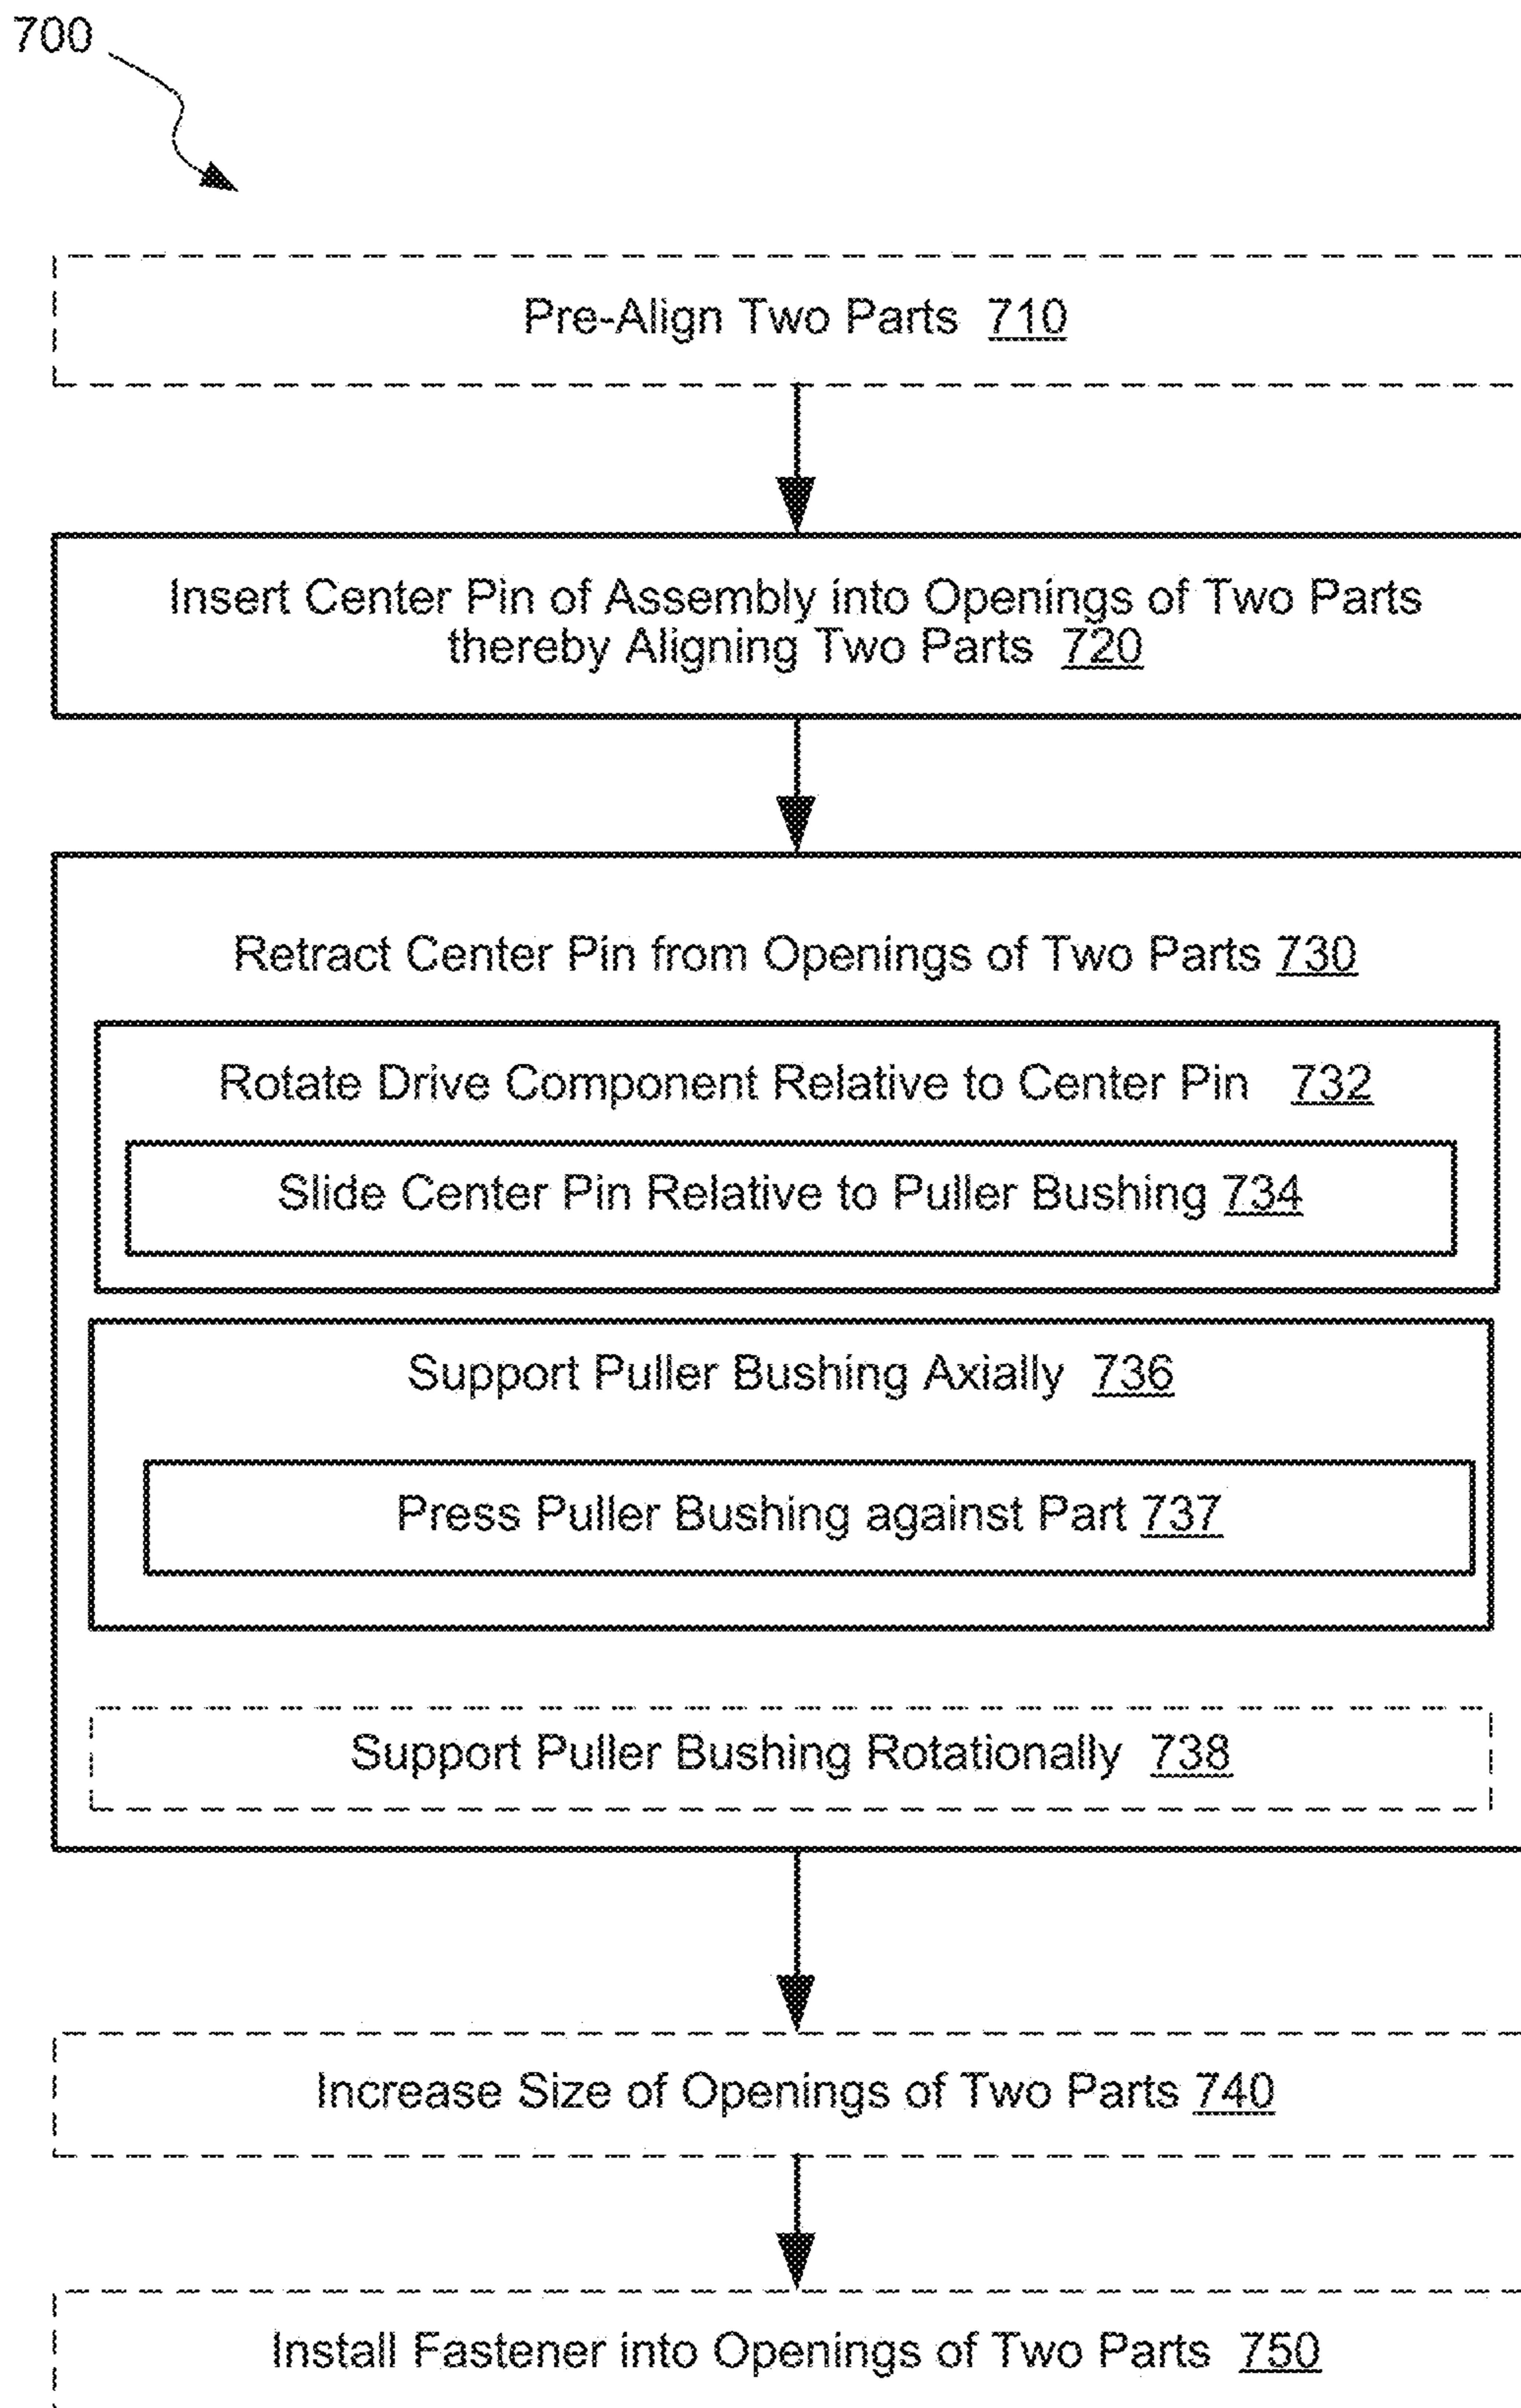 700
Pre-Align Two Parts 710
Insert Center Pin of Assembly into Openings of Two Parts
thereby Aligning Two Parts 720
Retract Center Pin from Openings of Two Parts 730
Rotate Drive Component Relative to Center Pin 732
Slide Center Pin Relative to Puller Bushing 734
Support Puller Bushing Axially 736
Press Puller Bushing against Part 737
Support Puller Bushing Rotationally 738
Increase Size of Openings of Two Parts 740
Install Fastener into Openings of Two Parts 750